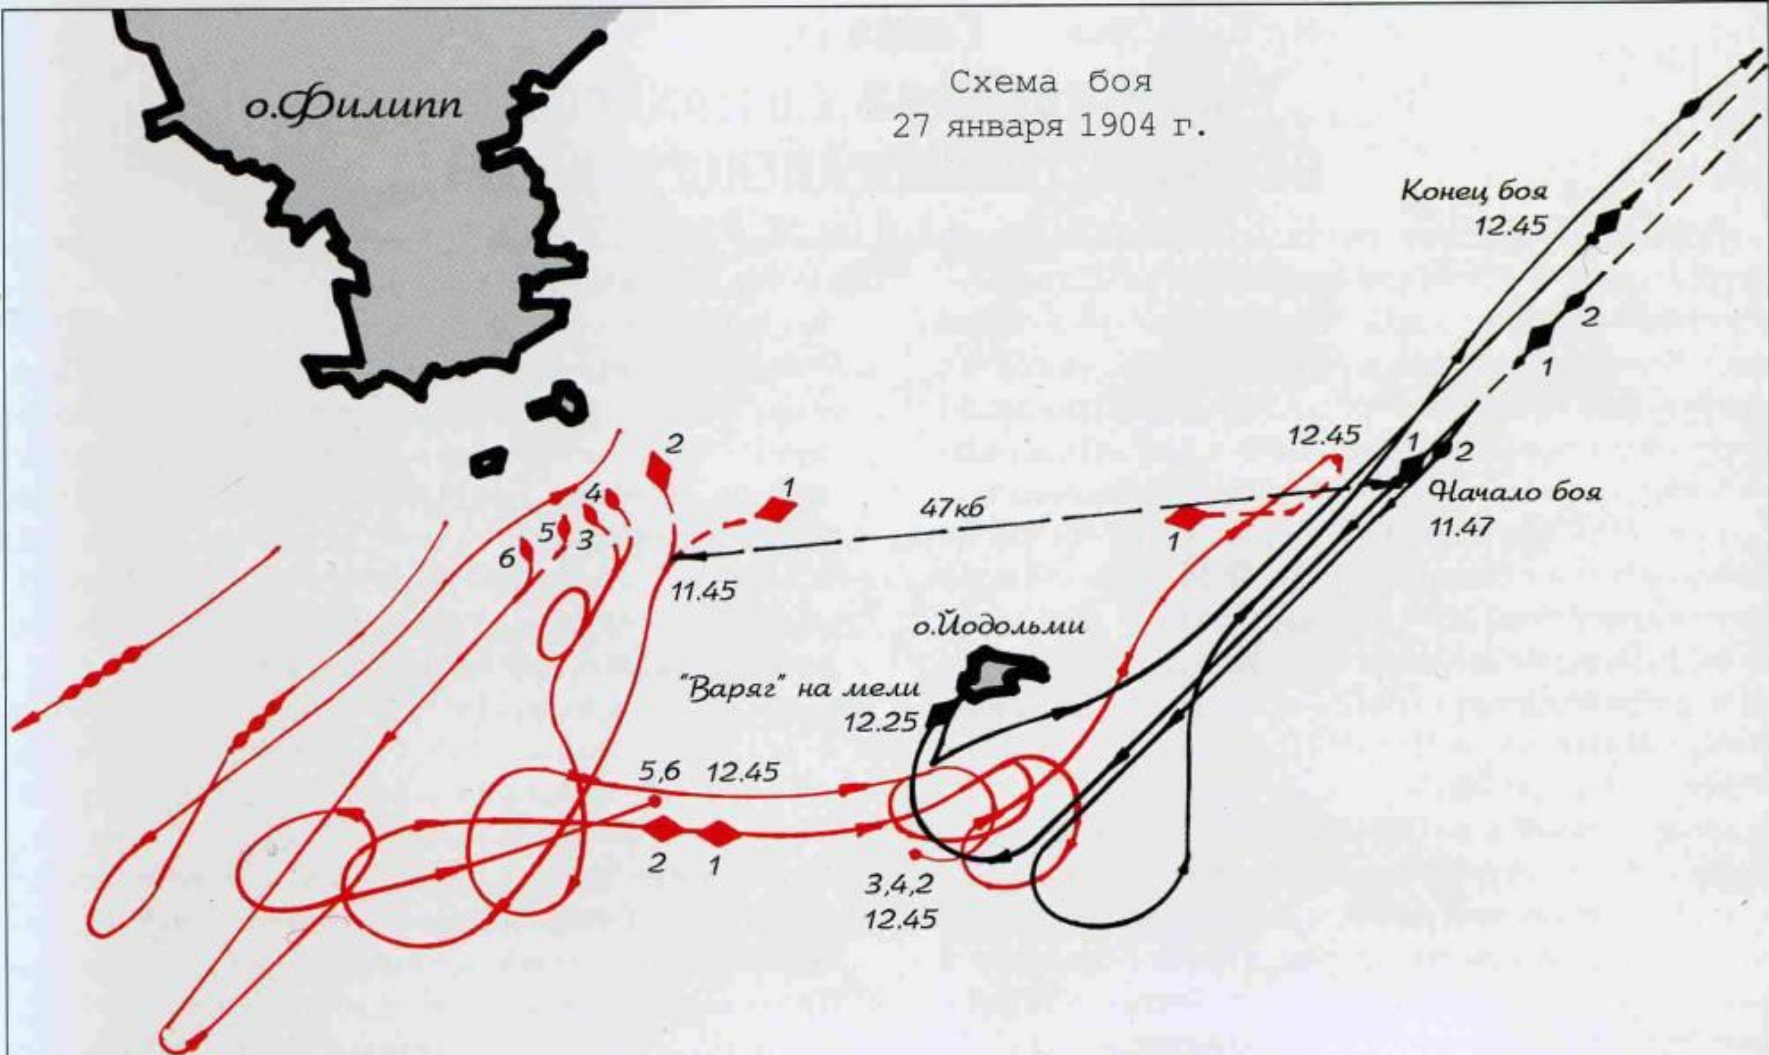 Схема боя
27 января 1904 г.
о.Филипп
Конец боя
12.45
2
1
12.45
1
2
Начало боя
11.47
2
1
4
5
3
6
47кб
1
11.45
о.Йодольми
"Варяг" на мели
12.25
5,6 12.45
2 1
3,4,2
12.45